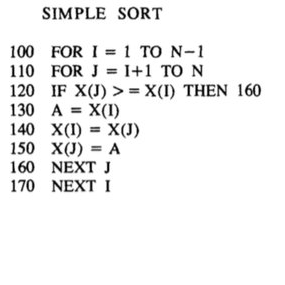 SIMPLE SORT
100 FOR I = 1 TO N−1
110 FOR J = I+1 TO N
120 IF X(J) > = X(I) THEN 160
130 A = X(I)
140 X(I) = X(J)
150 X(J) = A
160 NEXT J
170 NEXT I